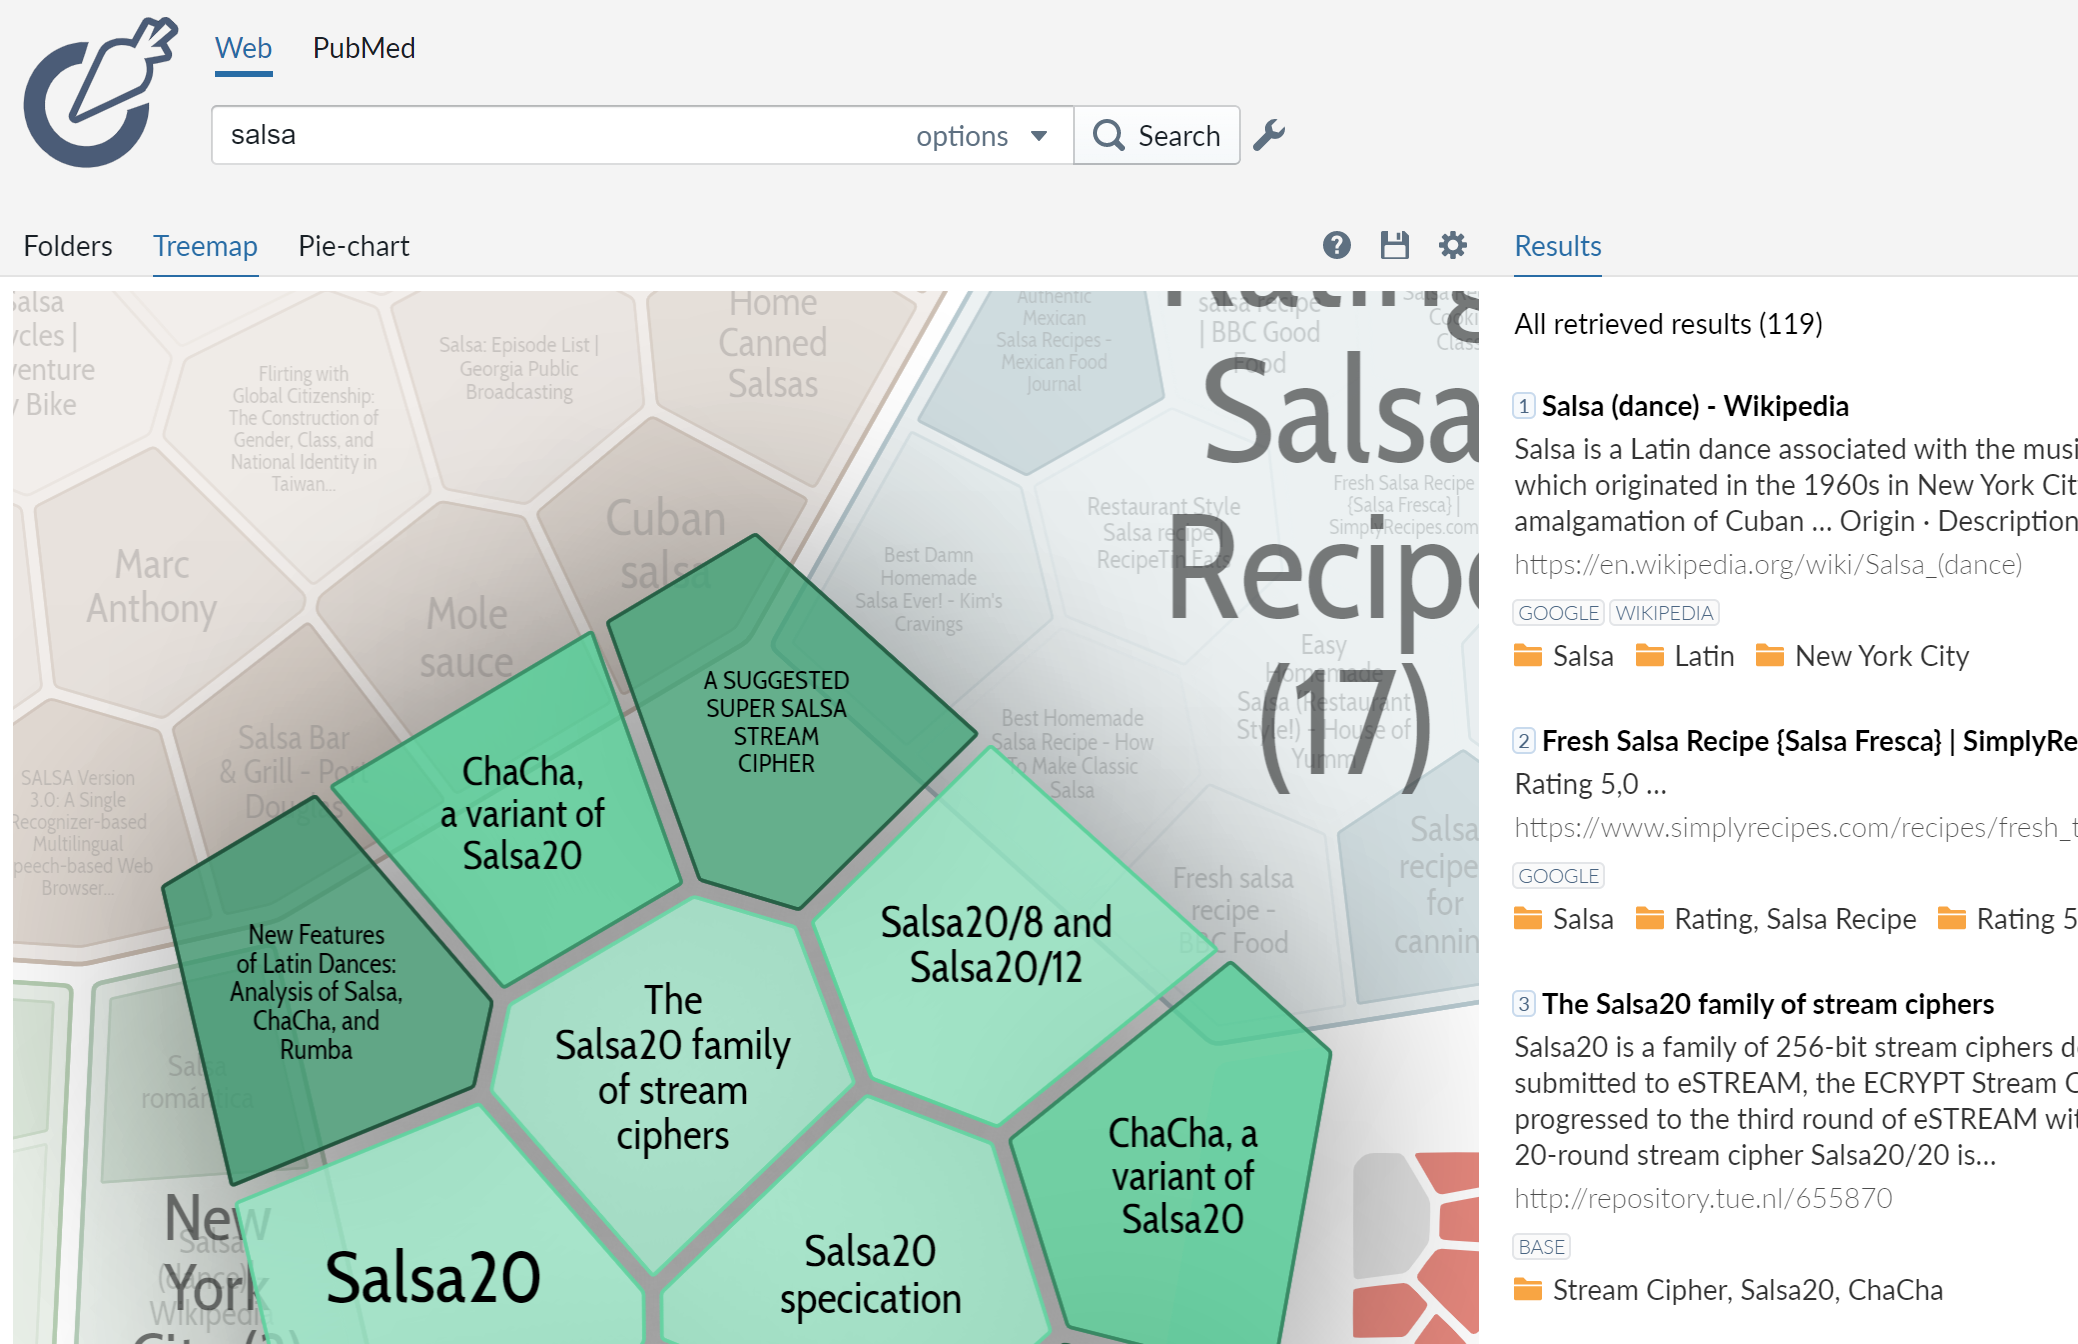 Web PubMed
salsa options Search
Folders Treemap Pie-chart
Results
Home
Canned
Salsas
Salsa: Episode List |
Georgia Public
Broadcasting
Flirting with
Global Citizenship:
The Construction of
Gender, Class, and
National Identity in
Taiwan...
Marc
Anthony
Cuban
salsa
Mole
sauce
Authentic
Mexican
Salsa Recipes -
Mexican Food
Journal
salsa recipe
| BBC Good
Food
Salsa
(17)
Restaurant Style
Salsa recipe |
RecipeTin Eats
Fresh Salsa Recipe
{Salsa Fresca} |
SimplyRecipes.com
Best Damn
Homemade
Salsa Ever! - Kim's
Cravings
Easy
Homemade
Salsa (Restaurant
Style!) - House of
Yumm
Best Homemade
Salsa Recipe - How
To Make Classic
Salsa
Fresh salsa
recipe -
BBC Food
Salsa
recipe
for
Salsa Bar
& Grill - Port
Douglas
SALSA Version
3.0: A Single
Recognizer-based
Multilingual
peech-based Web
Browser...
A SUGGESTED
SUPER SALSA
STREAM
CIPHER
ChaCha,
a variant of
Salsa20
New Features
of Latin Dances:
Analysis of Salsa,
ChaCha, and
Rumba
The
Salsa20 family
of stream
ciphers
Salsa20/8 and
Salsa20/12
ChaCha, a
variant of
Salsa20
Salsa20
Salsa20
specication
Salsa
romántica
New
York
Salsa
(dance)
Wikipedia
All retrieved results (119)
1 Salsa (dance) - Wikipedia
Salsa is a Latin dance associated with the musi
which originated in the 1960s in New York Cit
amalgamation of Cuban ... Origin · Description
https://en.wikipedia.org/wiki/Salsa_(dance)
GOOGLE WIKIPEDIA
Salsa Latin New York City
2 Fresh Salsa Recipe {Salsa Fresca} | SimplyRe
Rating 5,0 ...
https://www.simplyrecipes.com/recipes/fresh_t
GOOGLE
Salsa Rating, Salsa Recipe Rating 5
3 The Salsa20 family of stream ciphers
Salsa20 is a family of 256-bit stream ciphers d
submitted to eSTREAM, the ECRYPT Stream C
progressed to the third round of eSTREAM wit
20-round stream cipher Salsa20/20 is...
http://repository.tue.nl/655870
BASE
Stream Cipher, Salsa20, ChaCha